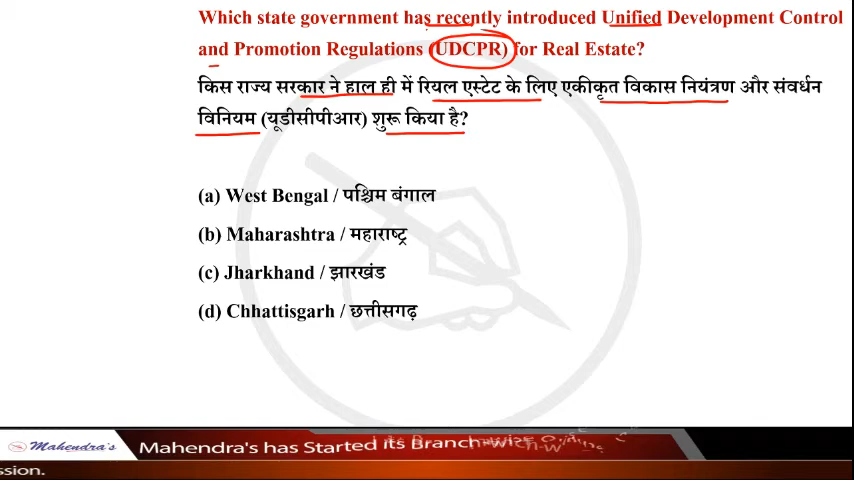 Which state government has recently introduced Unified Development Control
and Promotion Regulations (UDCPR) for Real Estate?
किस राज्य सरकार ने हाल ही में रियल एस्टेट के लिए एकीकृत विकास नियंत्रण और संवर्धन
विनियम (यूडीसीपीआर) शुरू किया है?
(a) West Bengal / पश्चिम बंगाल
(b) Maharashtra / महाराष्ट्र
(c) Jharkhand / झारखंड
(d) Chhattisgarh / छत्तीसगढ़
Mahendra's
Mahendra's has Started its Branch-wise
ssion.